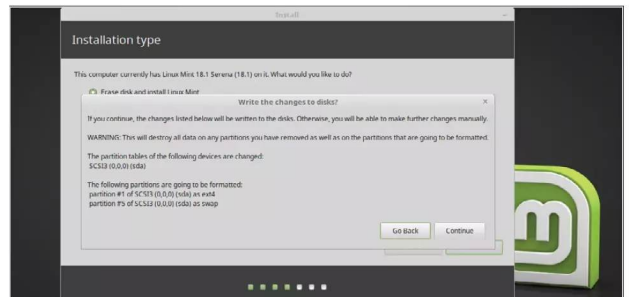 Install
Installation type
This computer currently has Linux Mint 18.1 Serena (18.1) on it. What would you like to do?
Erase disk and install Linux Mint
Write the changes to disks?
If you continue, the changes listed below will be written to the disks. Otherwise, you will be able to make further changes manually.
WARNING: This will destroy all data on any partitions you have removed as well as on the partitions that are going to be formatted.
The partition tables of the following devices are changed:
SCSI3 (0,0,0) (sda)
The following partitions are going to be formatted:
partition #1 of SCSI3 (0,0,0) (sda) as ext4
partition #5 of SCSI3 (0,0,0) (sda) as swap
Go Back Continue